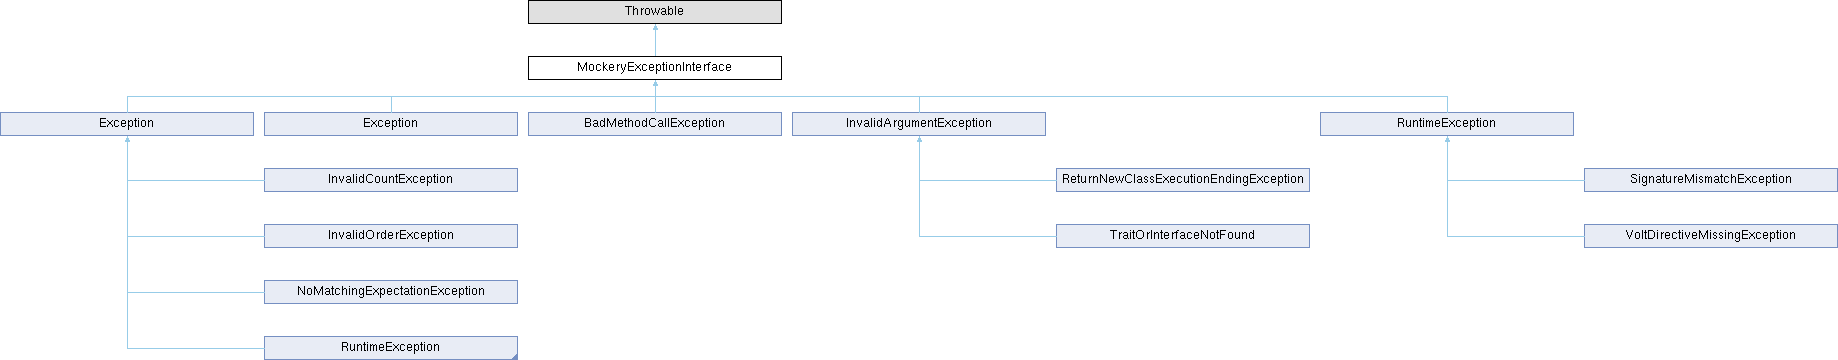 Throwable
MockeryExceptionInterface
Exception
Exception
BadMethodCallException
InvalidArgumentException
RuntimeException
InvalidCountException
ReturnNewClassExecutionEndingException
SignatureMismatchException
InvalidOrderException
TraitOrInterfaceNotFound
VoltDirectiveMissingException
NoMatchingExpectationException
RuntimeException